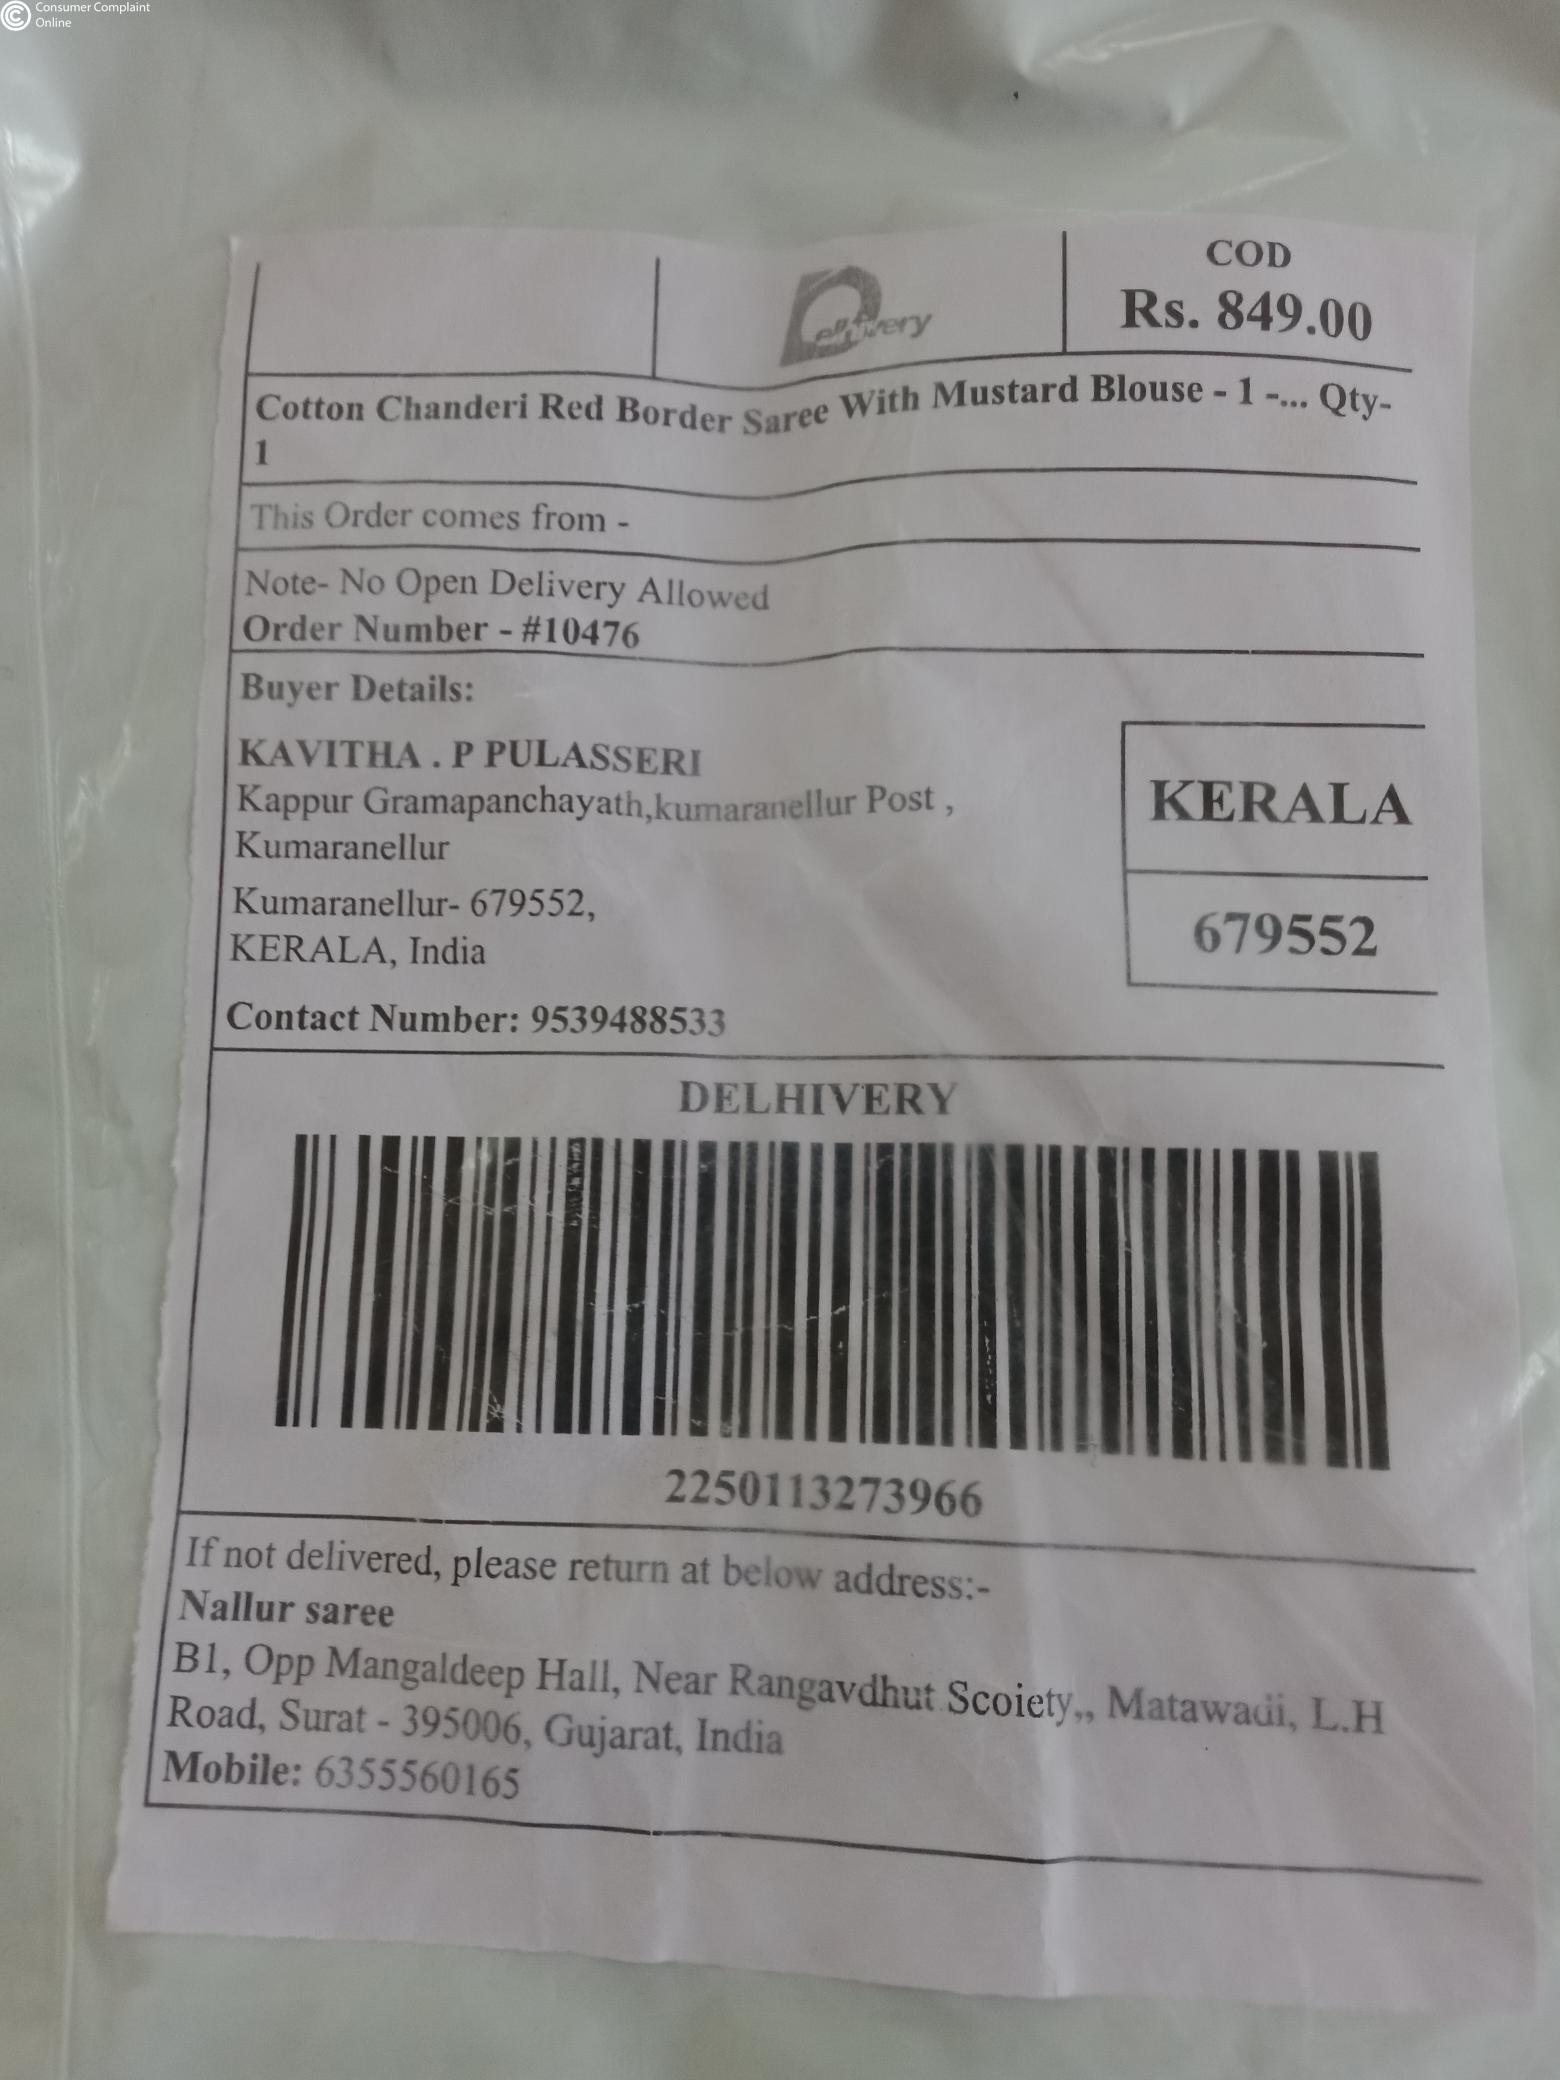 Consumer Complaint
Online
Delhivery
COD
Rs. 849.00
Cotton Chanderi Red Border Saree With Mustard Blouse - 1 -... Qty-
1
This Order comes from -
Note- No Open Delivery Allowed
Order Number - #10476
Buyer Details:
KAVITHA . P PULASSERI
Kappur Gramapanchayath,kumaranellur Post ,
Kumaranellur
Kumaranellur- 679552,
KERALA, India
KERALA
679552
Contact Number: 9539488533
DELHIVERY
2250113273966
If not delivered, please return at below address:-
Nallur saree
B1, Opp Mangaldeep Hall, Near Rangavdhut Scoiety,, Matawadi, L.H
Road, Surat - 395006, Gujarat, India
Mobile: 6355560165